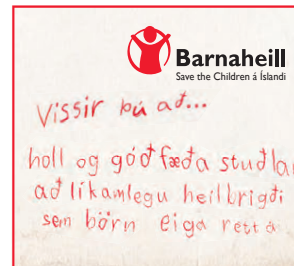 Barnaheill
Save the Children á Íslandi
Vissir þú að...
holl og góð fæða stuðlar
að líkamlegu heilbrigði
sem börn eiga rétt á